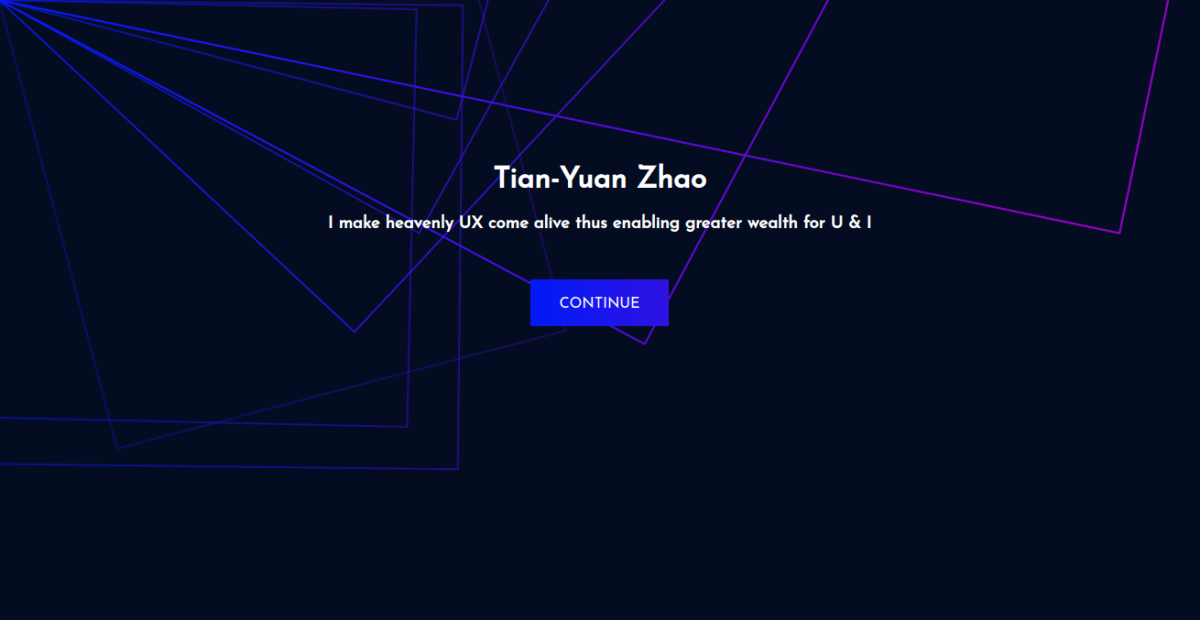 Tian-Yuan Zhao
I make heavenly UX come alive thus enabling greater wealth for U & I
CONTINUE